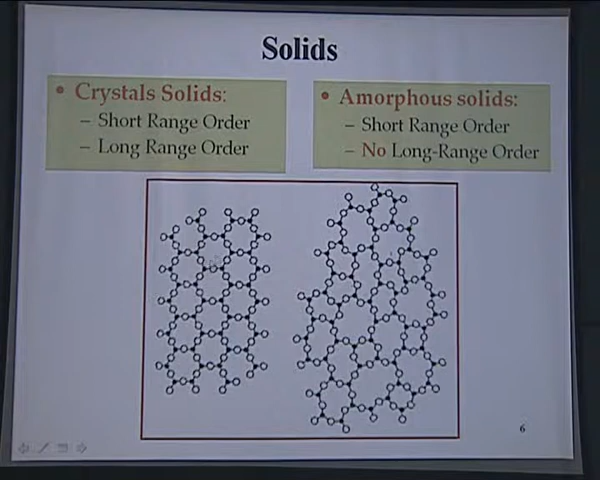 Solids
• Crystals Solids:
– Short Range Order
– Long Range Order
• Amorphous solids:
– Short Range Order
– No Long-Range Order
6